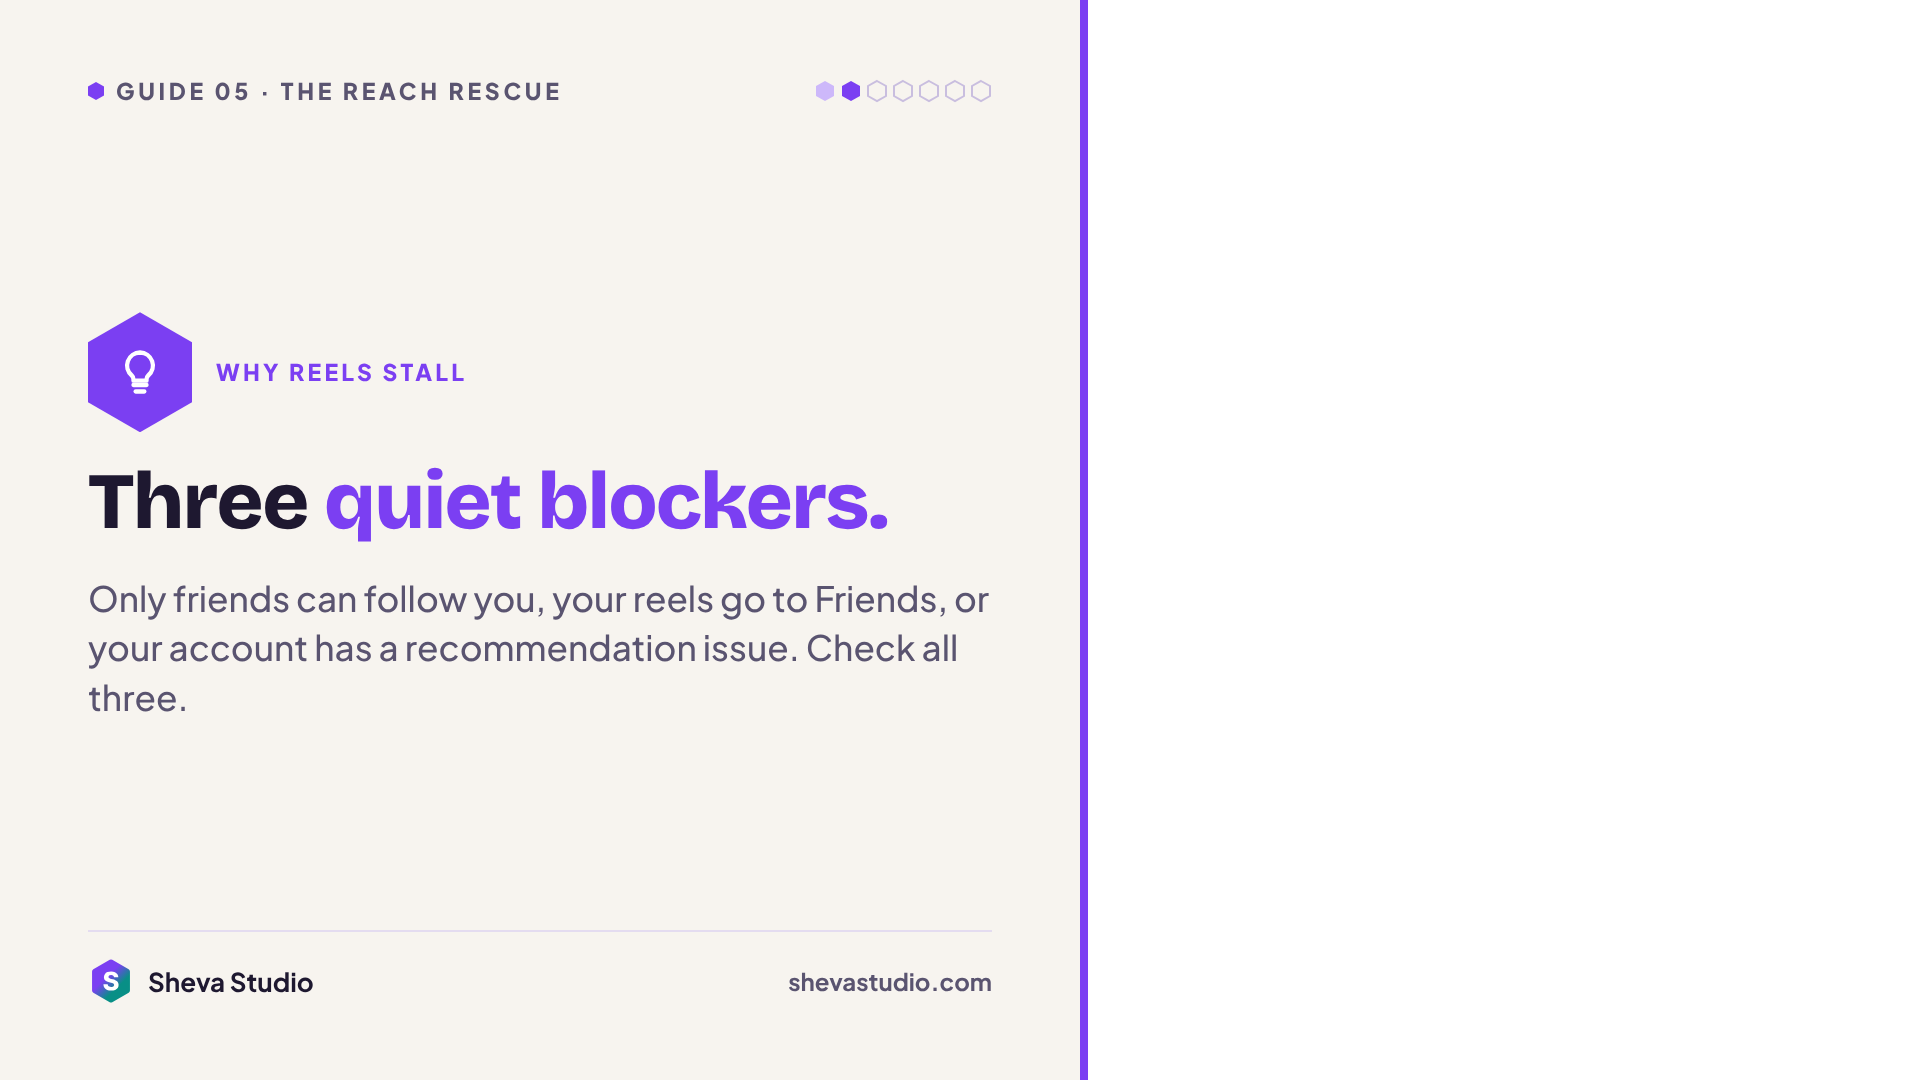 GUIDE 05 · THE REACH RESCUE
WHY REELS STALL
Three quiet blockers.
Only friends can follow you, your reels go to Friends, or
your account has a recommendation issue. Check all
three.
S Sheva Studio
shevastudio.com